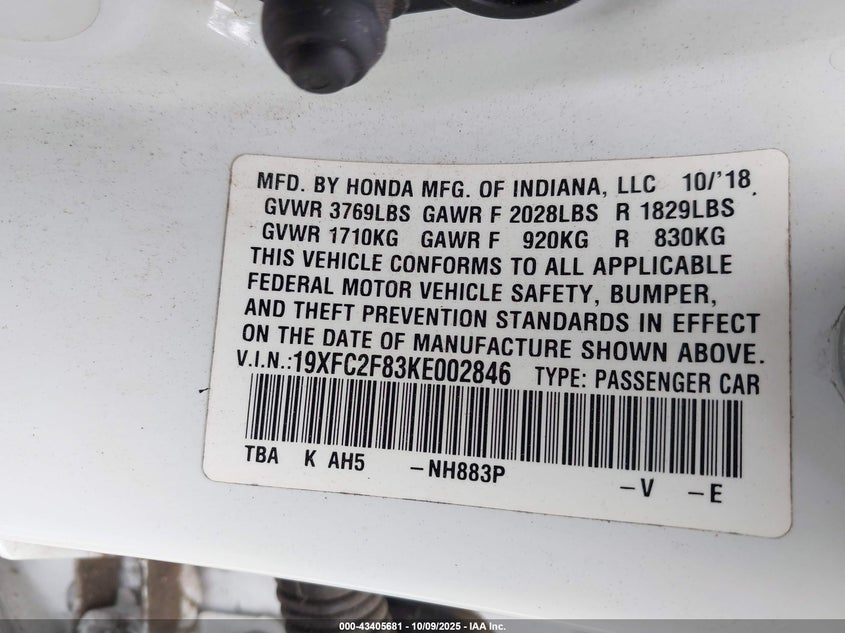 MFD. BY HONDA MFG. OF INDIANA, LLC 10/'18
GVWR 3769LBS GAWR F 2028LBS R 1829LBS
GVWR 1710KG GAWR F 920KG R 830KG
THIS VEHICLE CONFORMS TO ALL APPLICABLE
FEDERAL MOTOR VEHICLE SAFETY, BUMPER,
AND THEFT PREVENTION STANDARDS IN EFFECT
ON THE DATE OF MANUFACTURE SHOWN ABOVE.
V.I.N.:19XFC2F83KE002846 TYPE: PASSENGER CAR
TBA K AH5 -NH883P -V -E
000-43405681 - 10/09/2025 - IAA Inc.